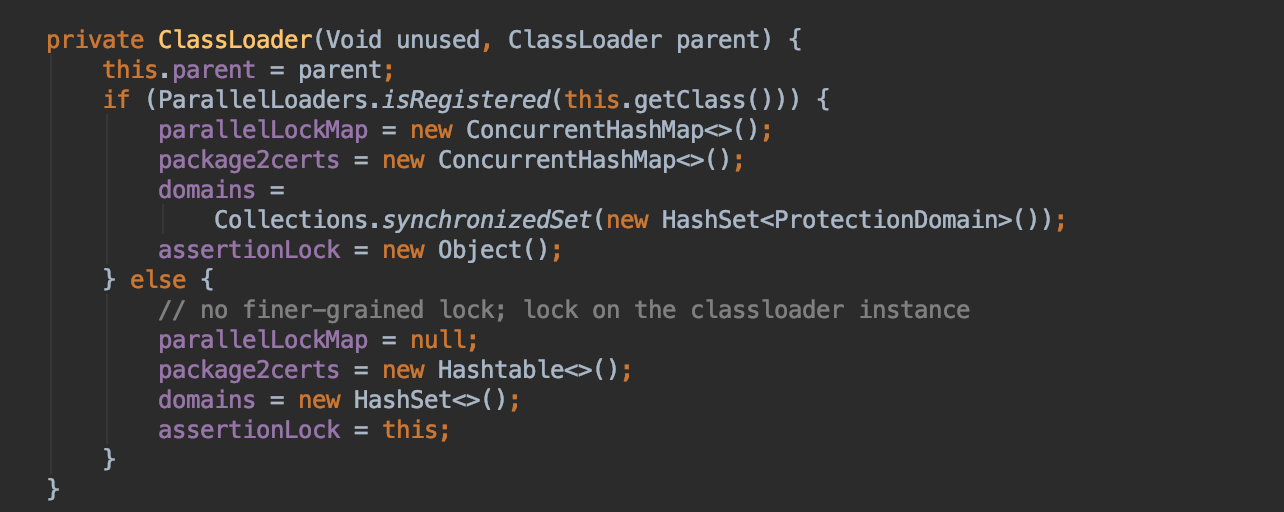 private ClassLoader(Void unused, ClassLoader parent) {
    this.parent = parent;
    if (ParallelLoaders.isRegistered(this.getClass())) {
        parallelLockMap = new ConcurrentHashMap<>();
        package2certs = new ConcurrentHashMap<>();
        domains =
            Collections.synchronizedSet(new HashSet<ProtectionDomain>());
        assertionLock = new Object();
    } else {
        // no finer-grained lock; lock on the classloader instance
        parallelLockMap = null;
        package2certs = new Hashtable<>();
        domains = new HashSet<>();
        assertionLock = this;
    }
}